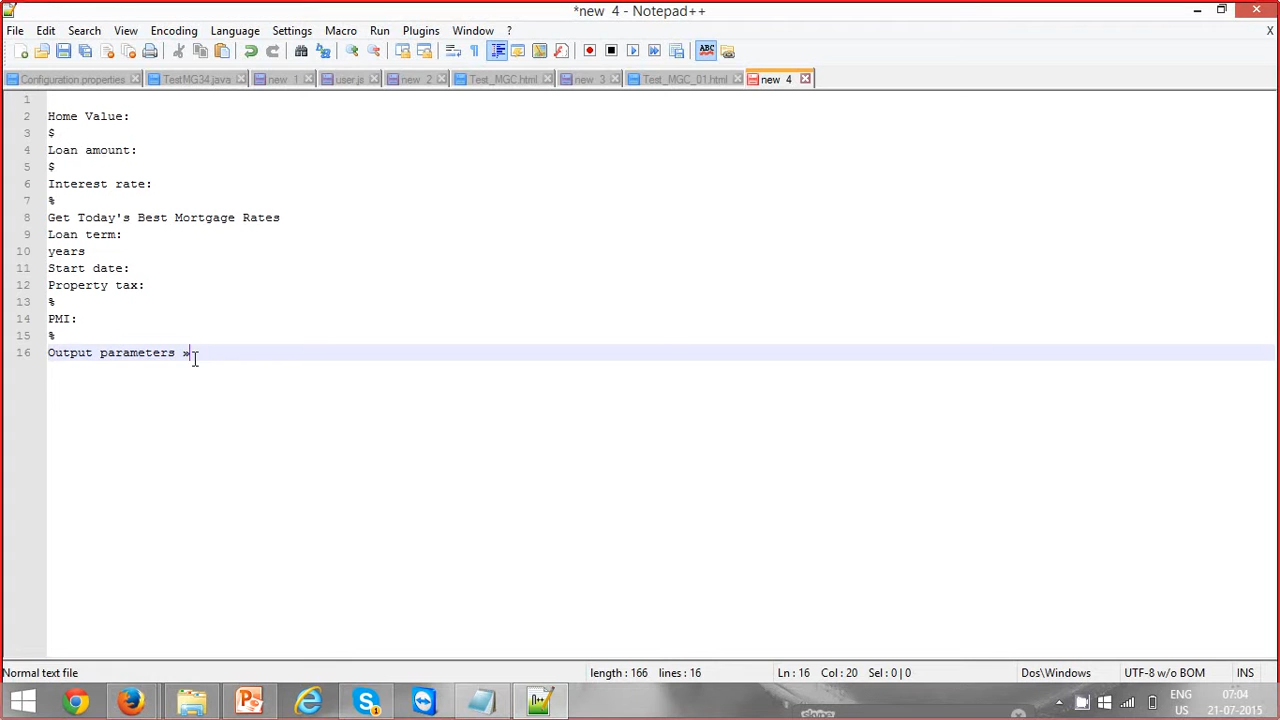 *new  4 - Notepad++
File Edit Search View Encoding Language Settings Macro Run Plugins Window ? X
Configuration.properties TestMG34.java new  1 user.js new  2 Test_MGC.html new  3 Test_MGC_01.html new  4
1
2 Home Value:
3 $
4 Loan amount:
5 $
6 Interest rate:
7 %
8 Get Today's Best Mortgage Rates
9 Loan term:
10 years
11 Start date:
12 Property tax:
13 %
14 PMI:
15 %
16 Output parameters »
Normal text file length : 166 lines : 16 Ln : 16 Col : 20 Sel : 0 | 0 Dos\Windows UTF-8 w/o BOM INS
ENG 07:04
US 21-07-2015